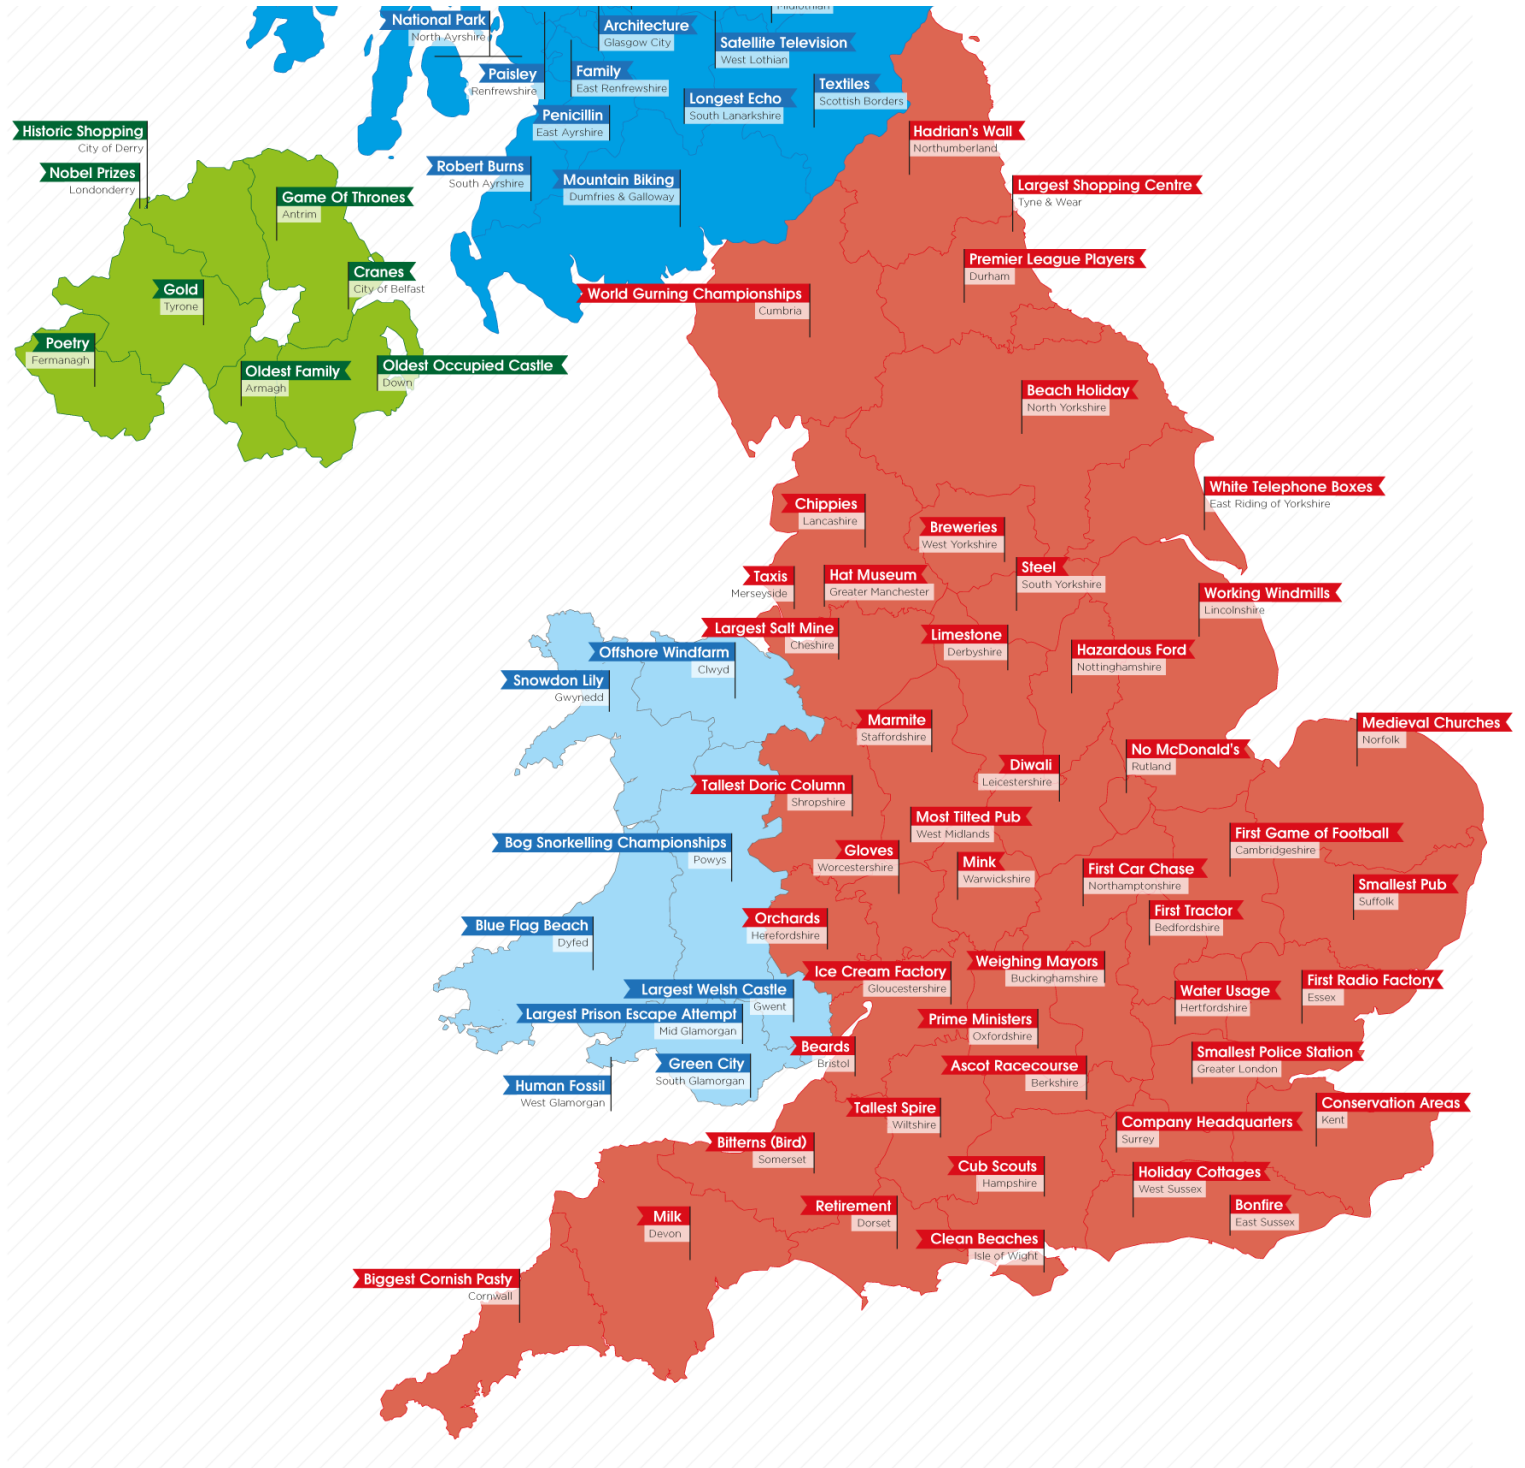 Midlothian
National Park
North Ayrshire
Architecture
Glasgow City
Satellite Television
West Lothian
Paisley
Renfrewshire
Family
East Renfrewshire
Textiles
Scottish Borders
Longest Echo
South Lanarkshire
Penicillin
East Ayrshire
Historic Shopping
City of Derry
Hadrian's Wall
Northumberland
Nobel Prizes
Londonderry
Robert Burns
South Ayrshire
Mountain Biking
Dumfries & Galloway
Game Of Thrones
Antrim
Largest Shopping Centre
Tyne & Wear
Premier League Players
Durham
Cranes
City of Belfast
Gold
Tyrone
World Gurning Championships
Cumbria
Poetry
Fermanagh
Oldest Family
Armagh
Oldest Occupied Castle
Down
Beach Holiday
North Yorkshire
White Telephone Boxes
East Riding of Yorkshire
Chippies
Lancashire
Breweries
West Yorkshire
Steel
South Yorkshire
Taxis
Merseyside
Hat Museum
Greater Manchester
Working Windmills
Lincolnshire
Largest Salt Mine
Cheshire
Limestone
Derbyshire
Hazardous Ford
Nottinghamshire
Offshore Windfarm
Clwyd
Snowdon Lily
Gwynedd
Marmite
Staffordshire
Medieval Churches
Norfolk
No McDonald's
Rutland
Diwali
Leicestershire
Tallest Doric Column
Shropshire
Most Tilted Pub
West Midlands
First Game of Football
Cambridgeshire
Bog Snorkelling Championships
Powys
Gloves
Worcestershire
Mink
Warwickshire
First Car Chase
Northamptonshire
Smallest Pub
Suffolk
First Tractor
Bedfordshire
Orchards
Herefordshire
Blue Flag Beach
Dyfed
Weighing Mayors
Buckinghamshire
Ice Cream Factory
Gloucestershire
First Radio Factory
Essex
Largest Welsh Castle
Gwent
Water Usage
Hertfordshire
Largest Prison Escape Attempt
Mid Glamorgan
Prime Ministers
Oxfordshire
Beards
Bristol
Smallest Police Station
Greater London
Green City
South Glamorgan
Ascot Racecourse
Berkshire
Human Fossil
West Glamorgan
Conservation Areas
Kent
Tallest Spire
Wiltshire
Company Headquarters
Surrey
Bitterns (Bird)
Somerset
Cub Scouts
Hampshire
Holiday Cottages
West Sussex
Retirement
Dorset
Bonfire
East Sussex
Milk
Devon
Clean Beaches
Isle of Wight
Biggest Cornish Pasty
Cornwall